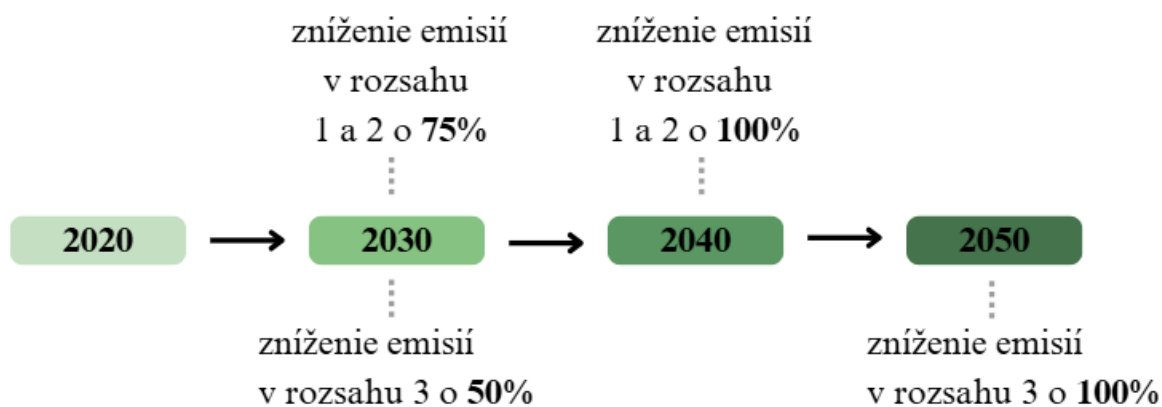 zníženie emisií
v rozsahu
1 a 2 o 75%
zníženie emisií
v rozsahu
1 a 2 o 100%
2020
2030
2040
2050
zníženie emisií
v rozsahu 3 o 50%
zníženie emisií
v rozsahu 3 o 100%